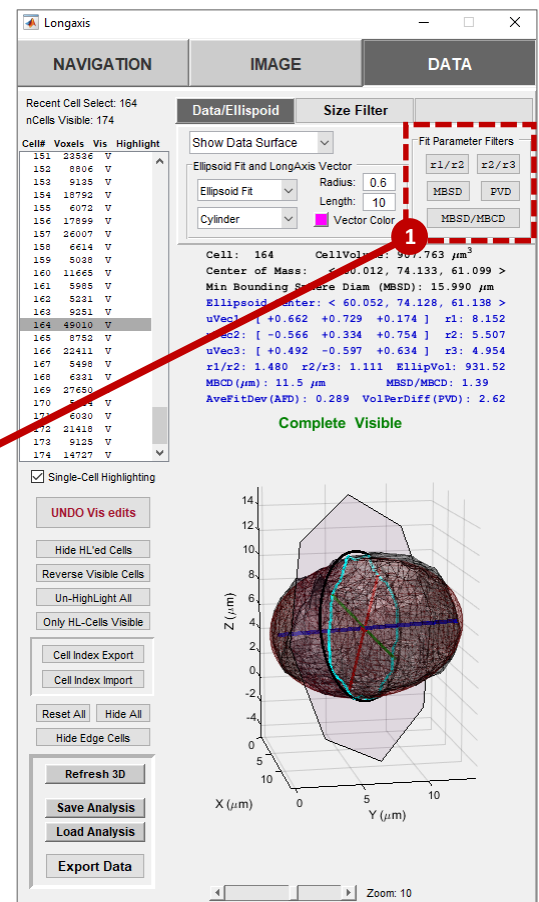 Longaxis
NAVIGATION IMAGE DATA
Recent Cell Select: 164
nCells Visible: 174
Cell# Voxels Vis Highlight
151 23536 V
152 8806 V
153 9135 V
154 18792 V
155 6072 V
156 17899 V
157 26007 V
158 6614 V
159 5038 V
160 11665 V
161 5985 V
162 5231 V
163 9251 V
164 49010 V
165 8752 V
166 22411 V
167 5498 V
168 6331 V
169 27650
170
171 6030 V
172 21418 V
173 9125 V
174 14727 V
Single-Cell Highlighting
UNDO Vis edits
Hide HL'ed Cells
Reverse Visible Cells
Un-HighLight All
Only HL-Cells Visible
Cell Index Export
Cell Index Import
Reset All Hide All
Hide Edge Cells
Refresh 3D
Save Analysis
Load Analysis
Export Data
Data/Ellispoid Size Filter
Show Data Surface
Ellipsoid Fit and LongAxis Vector
Ellipsoid Fit Radius: 0.6
Length: 10
Cylinder Vector Color
Fit Parameter Filters
r1/r2 r2/r3
MBSD PVD
MBSD/MBCD
1
Cell: 164 .763 μm³
Center of Mass: < .012, 74.133, 61.099 >
Min Bounding Diam (MBSD): 15.990 μm
Ellipsoid : < 60.052, 74.128, 61.138 >
[ +0.662 +0.729 +0.174 ] r1: 8.152
[ -0.566 +0.334 +0.754 ] r2: 5.507
uVec3: [ +0.492 -0.597 +0.634 ] r3: 4.954
r1/r2: 1.480 r2/r3: 1.111 EllipVol: 931.52
MBCD(μm): 11.5 μm MBSD/MBCD: 1.39
AveFitDev(AFD): 0.289 VolPerDiff(PVD): 2.62
Complete Visible
14
12
10
8
6
4
2
0
-2
-4
Z (μm)
0
5
10
X (μm)
0
5
10
Y (μm)
Zoom: 10